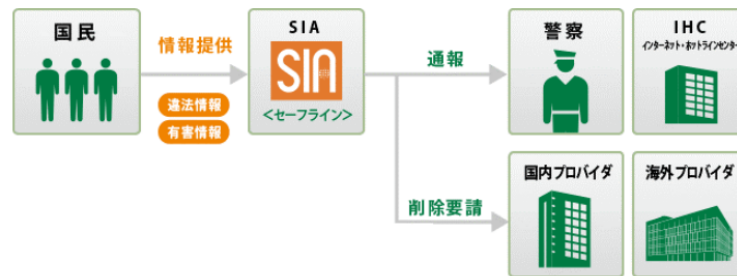 国民
情報提供
違法情報
有害情報
SIA
SIA
＜セーフライン＞
通報
警察
IHC
インターネット・ホットラインセンター
削除要請
国内プロバイダ
海外プロバイダ